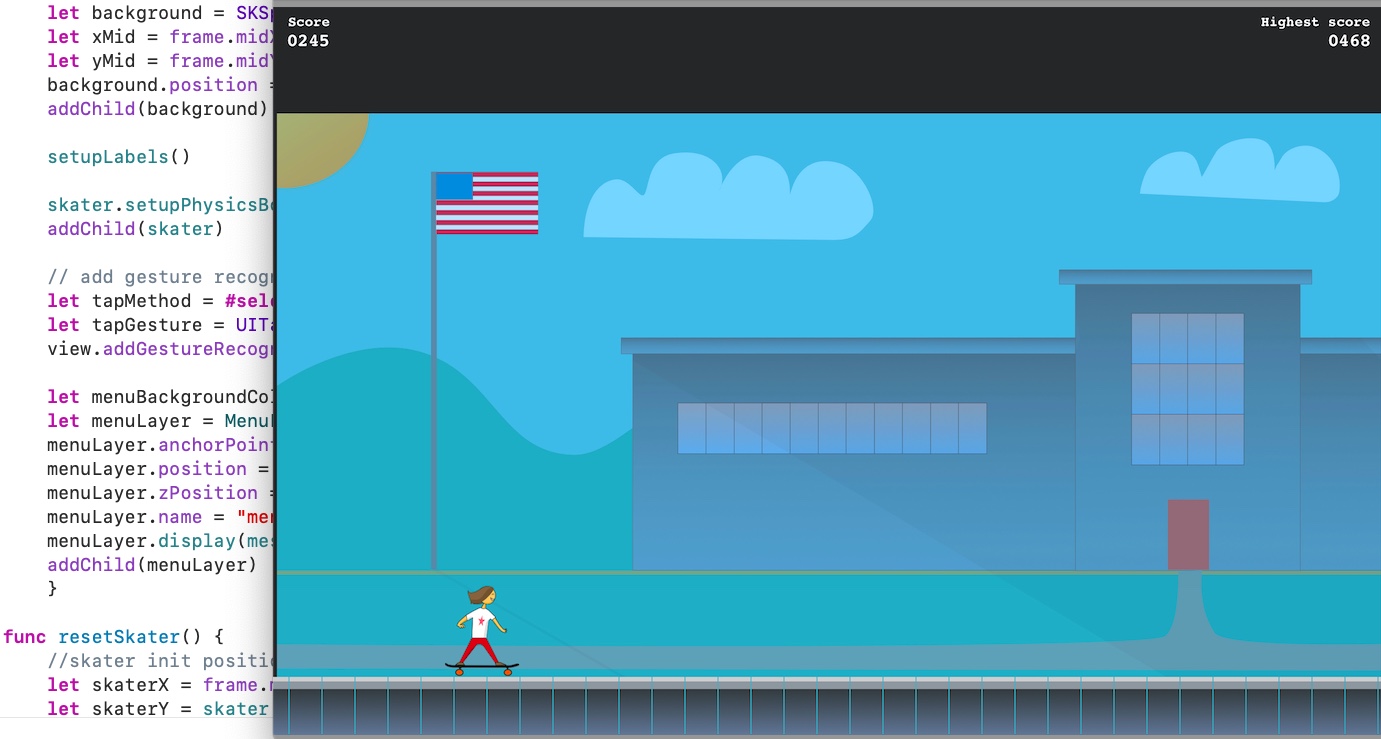 let background = SKSp
let xMid = frame.midX
let yMid = frame.midY
background.position =
addChild(background)
setupLabels()
skater.setupPhysicsBo
addChild(skater)
// add gesture recogn
let tapMethod = #sele
let tapGesture = UITa
view.addGestureRecogn
let menuBackgroundCol
let menuLayer = MenuL
menuLayer.anchorPoint
menuLayer.position =
menuLayer.zPosition =
menuLayer.name = "men
menuLayer.display(mes
addChild(menuLayer)
}
func resetSkater() {
//skater init positio
let skaterX = frame.m
let skaterY = skater
Score
0245
Highest score
0468